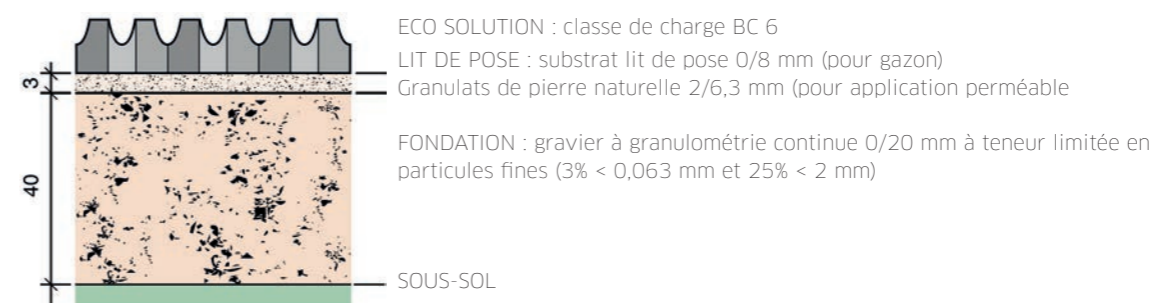 ECO SOLUTION : classe de charge BC 6
LIT DE POSE : substrat lit de pose 0/8 mm (pour gazon)
3
Granulats de pierre naturelle 2/6,3 mm (pour application perméable
FONDATION : gravier à granulométrie continue 0/20 mm à teneur limitée en
particules fines (3% < 0,063 mm et 25% < 2 mm)
40
SOUS-SOL